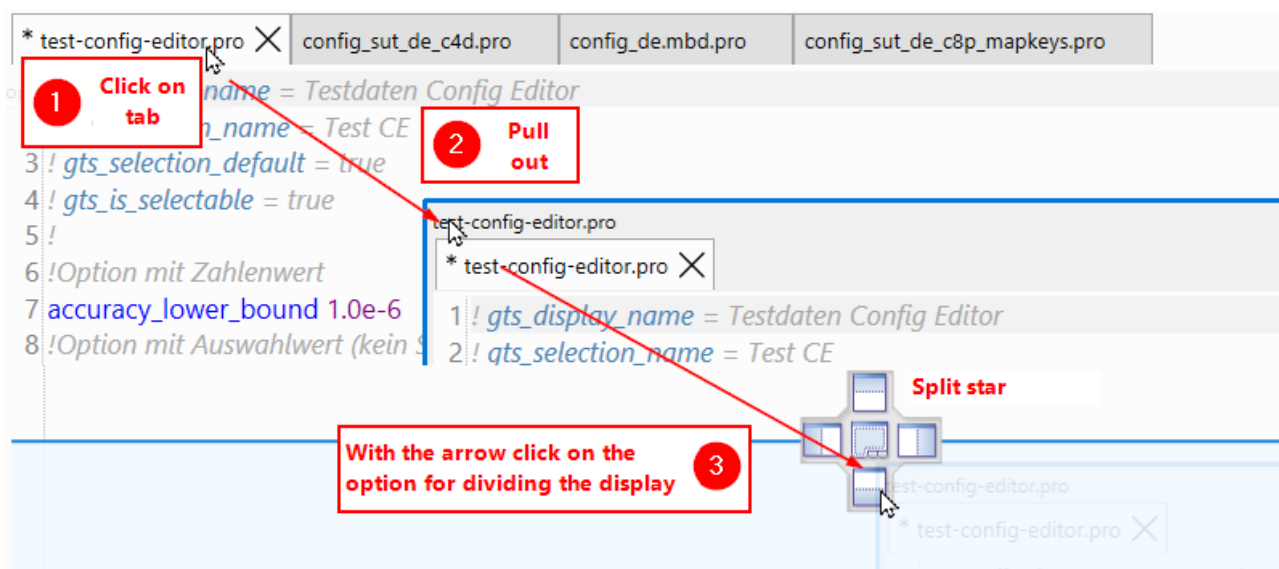 * test-config-editor.pro
config_sut_de_c4d.pro
config_de.mbd.pro
config_sut_de_c8p_mapkeys.pro
1
Click on
tab
name = Testdaten Config Editor
n_name = Test CE
2
Pull
out
3 ! gts_selection_default = true
4 ! gts_is_selectable = true
5 !
6 !Option mit Zahlenwert
7 accuracy_lower_bound 1.0e-6
8 !Option mit Auswahlwert (kein S
test-config-editor.pro
* test-config-editor.pro
1 ! gts_display_name = Testdaten Config Editor
2 ! gts_selection_name = Test CE
Split star
With the arrow click on the
option for dividing the display
3
test-config-editor.pro
* test-config-editor.pro